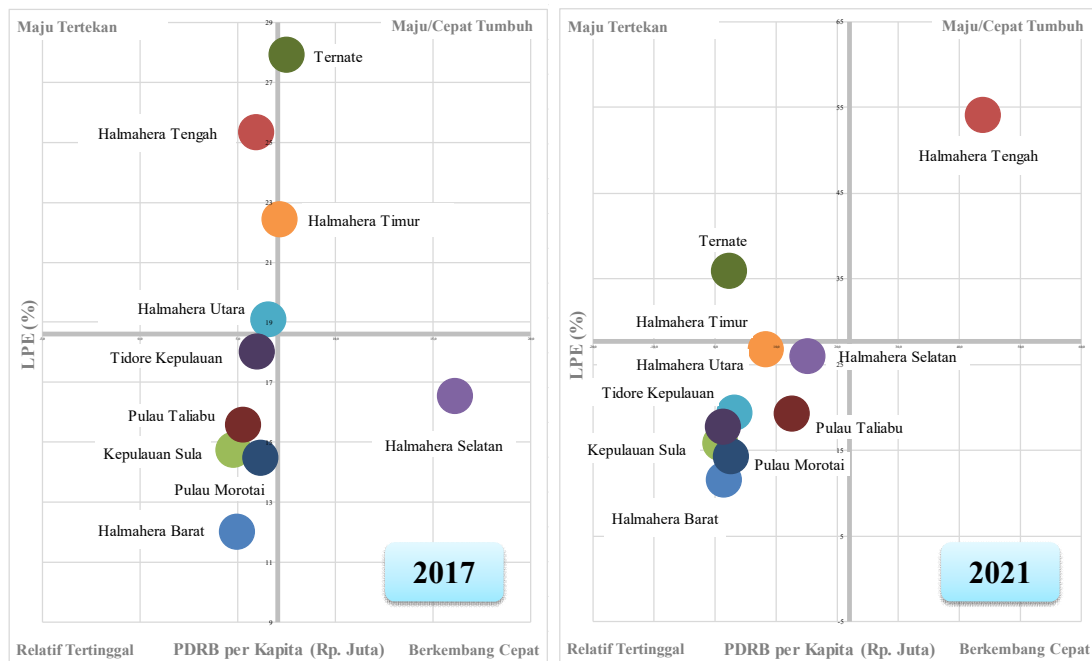 Maju Tertekan
Maju/Cepat Tumbuh
29
Ternate
27
Halmahera Tengah
25
23
Halmahera Timur
21
Halmahera Utara
19
LPE (%)
Tidore Kepulauan
17
Pulau Taliabu
Halmahera Selatan
15
Kepulauan Sula
Pulau Morotai
13
Halmahera Barat
11
2017
9
Relatif Tertinggal
PDRB per Kapita (Rp. Juta)
Berkembang Cepat
Maju Tertekan
Maju/Cepat Tumbuh
65
55
Halmahera Tengah
45
Ternate
35
Halmahera Timur
LPE (%)
Halmahera Selatan
Halmahera Utara
25
Tidore Kepulauan
Pulau Taliabu
Kepulauan Sula
15
Pulau Morotai
Halmahera Barat
5
2021
-5
Relatif Tertinggal
PDRB per Kapita (Rp. Juta)
Berkembang Cepat